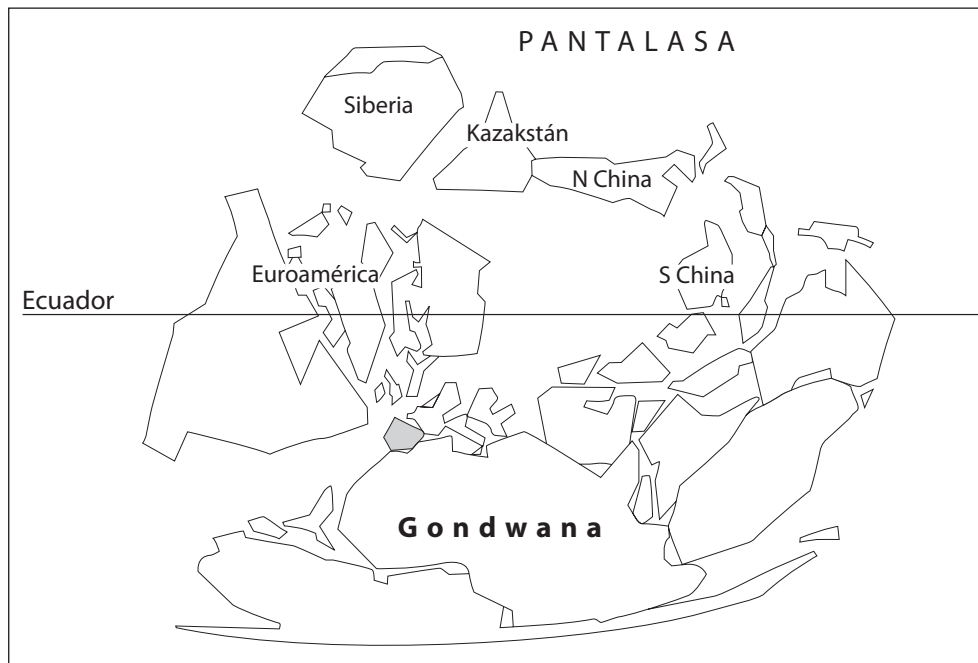 PANTALASA
Siberia
Kazakstán
N China
Euroamérica
S China
Ecuador
Gondwana